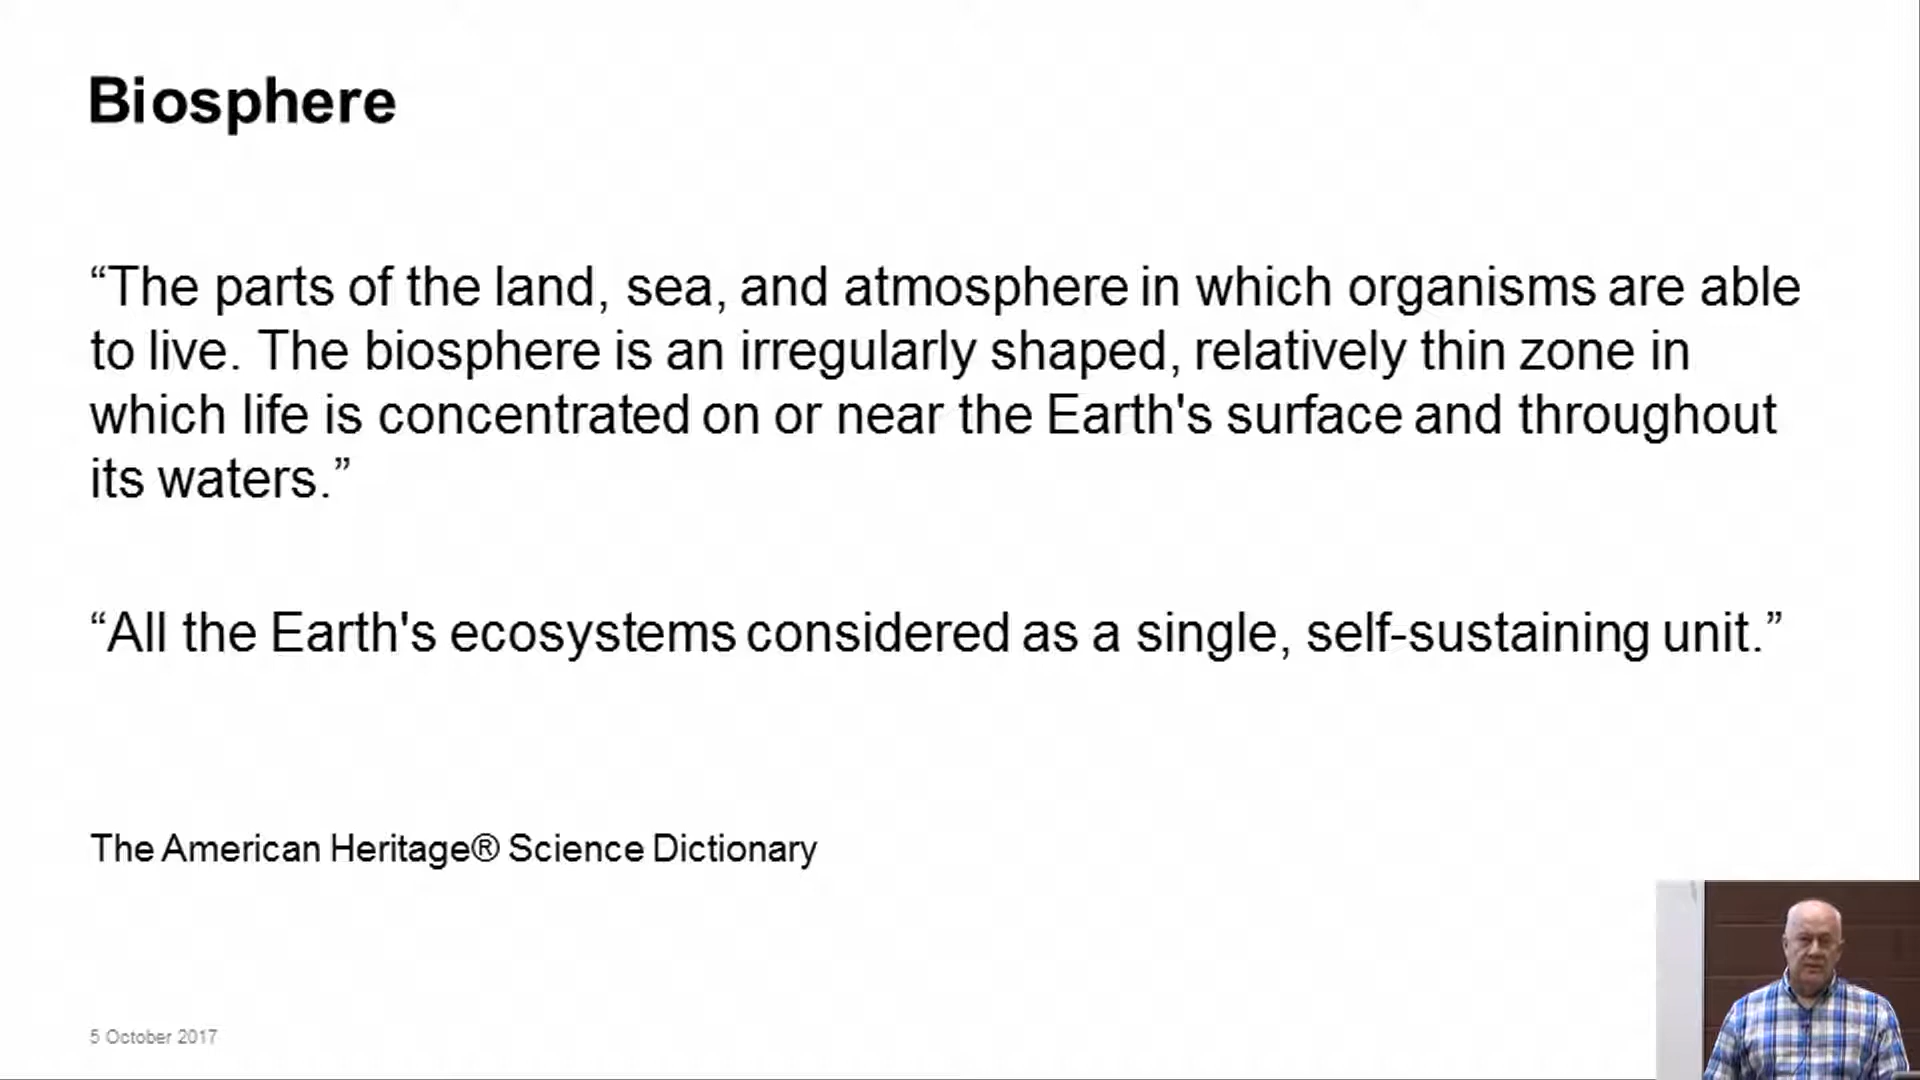 Biosphere
“The parts of the land, sea, and atmosphere in which organisms are able
to live. The biosphere is an irregularly shaped, relatively thin zone in
which life is concentrated on or near the Earth's surface and throughout
its waters.”
“All the Earth's ecosystems considered as a single, self-sustaining unit.”
The American Heritage® Science Dictionary
5 October 2017